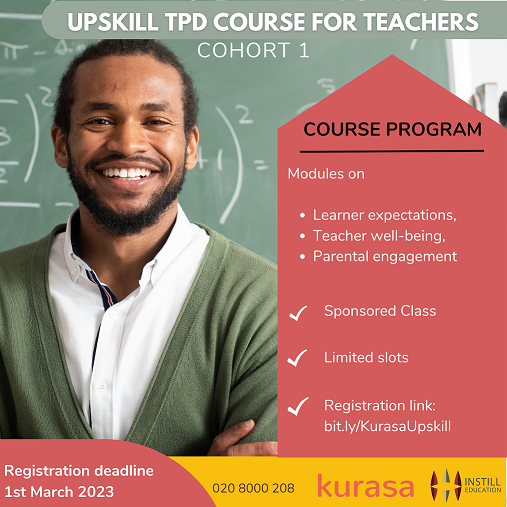 UPSKILL TPD COURSE FOR TEACHERS
COHORT 1
COURSE PROGRAM
Modules on
• Learner expectations,
• Teacher well-being,
• Parental engagement
✓ Sponsored Class
✓ Limited slots
✓ Registration link:
bit.ly/KurasaUpskill
Registration deadline
1st March 2023
020 8000 208
kurasa
INSTILL
EDUCATION